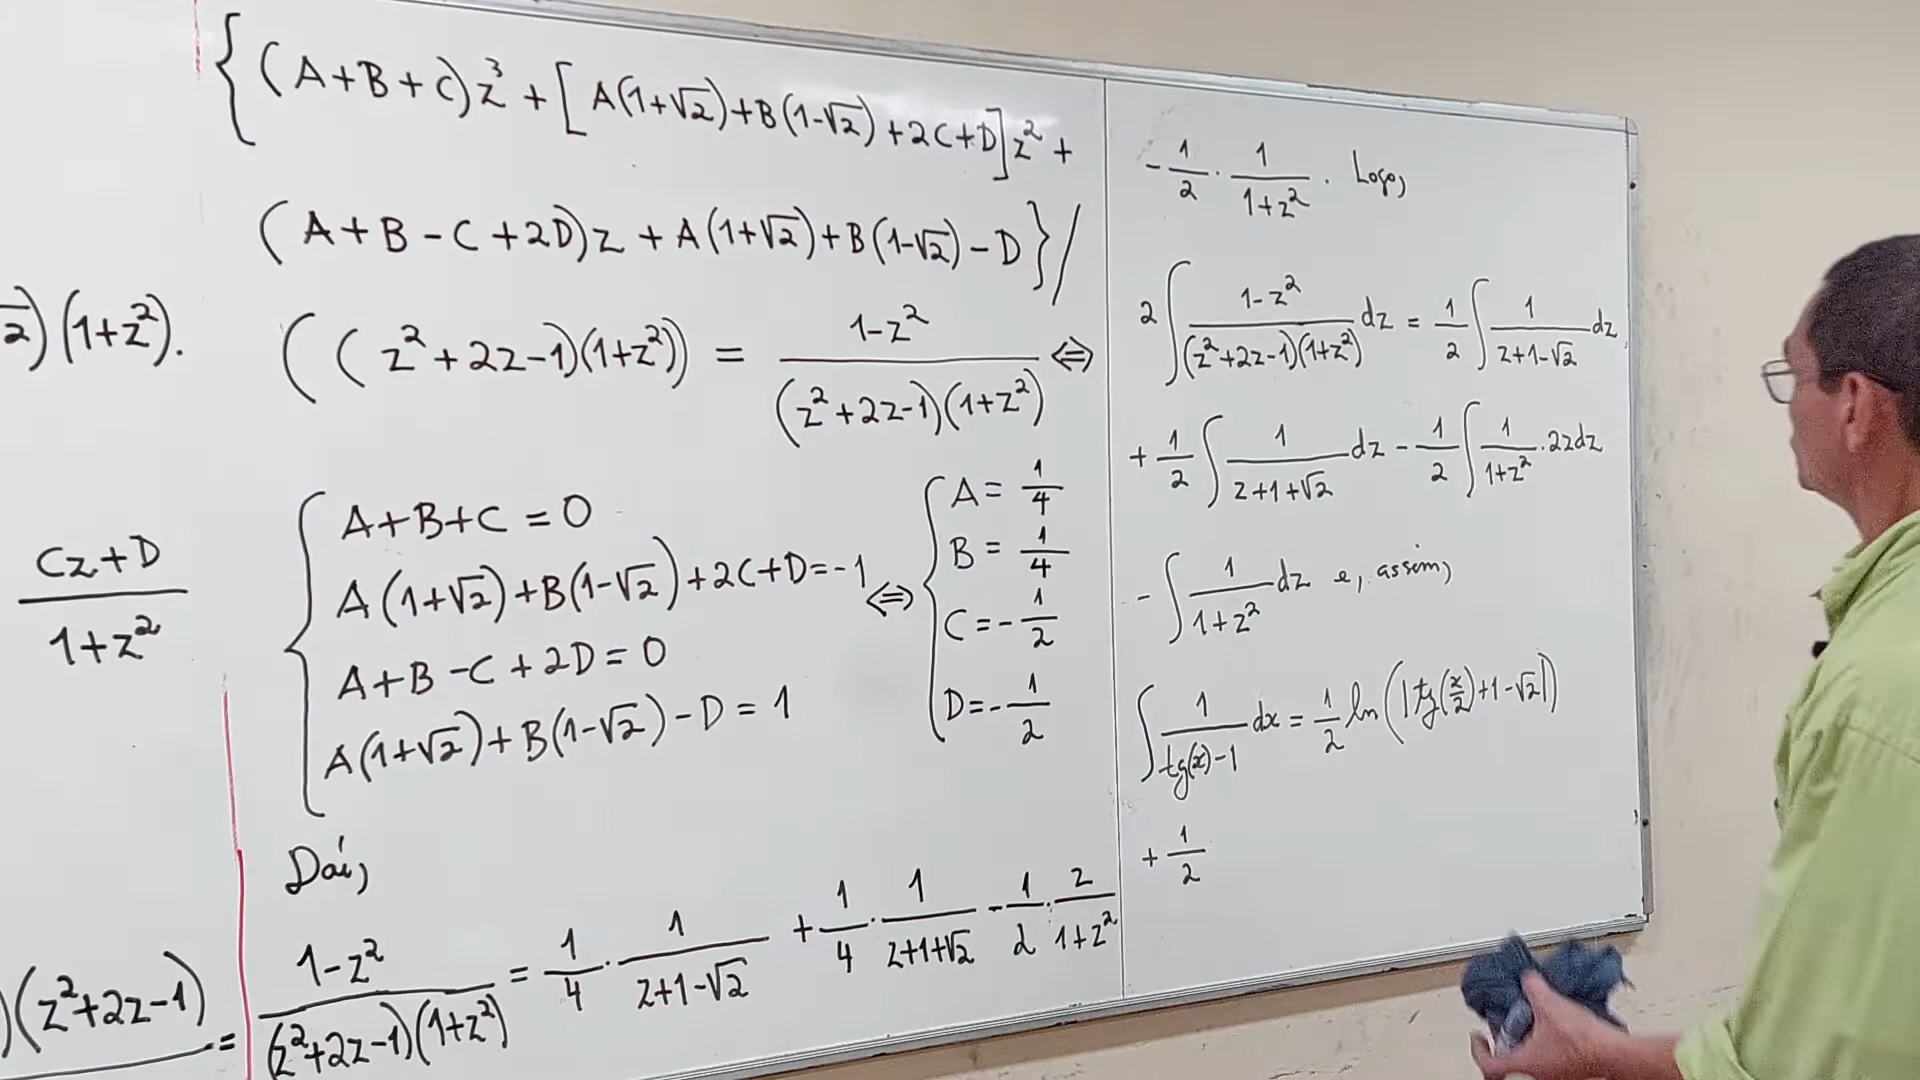 {(A+B+C)z³ + [A(1+√2)+B(1-√2)+2C+D]z² +
(A+B-C+2D)z + A(1+√2)+B(1-√2)-D}/
((z²+2z-1)(1+z²)) = (1-z²)/((z²+2z-1)(1+z²)) ⇔
2)(1+z²).
(Cz+D)/(1+z²)
{ A+B+C = 0
A(1+√2)+B(1-√2)+2C+D = -1
A+B-C+2D = 0
A(1+√2)+B(1-√2)-D = 1
⇔
{ A = 1/4
B = 1/4
C = -1/2
D = -1/2
Daí,
)(z²+2z-1) =
(1-z²)/((z²+2z-1)(1+z²)) = 1/4 · 1/(z+1-√2) + 1/4 · 1/(z+1+√2) - 1/2 · z/(1+z²)
- 1/2 · 1/(1+z²). Logo,
2∫ (1-z²)/((z²+2z-1)(1+z²)) dz = 1/2 ∫ 1/(z+1-√2) dz
+ 1/2 ∫ 1/(z+1+√2) dz - 1/2 ∫ 1/(1+z²) · 2z dz
- ∫ 1/(1+z²) dz e, assim,
∫ 1/(tg(x)-1) dx = 1/2 ln(|tg(x/2)+1-√2|)
+ 1/2